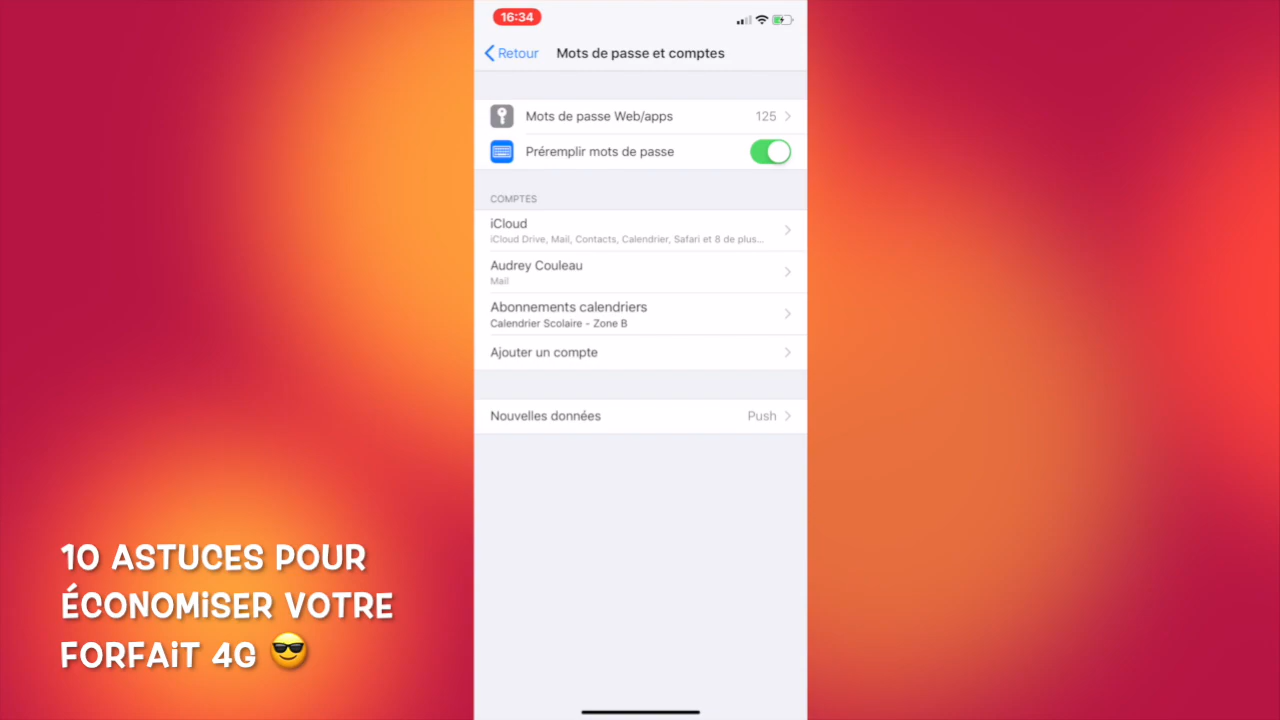 16:34
Retour Mots de passe et comptes
Mots de passe Web/apps 125
Préremplir mots de passe
COMPTES
iCloud
iCloud Drive, Mail, Contacts, Calendrier, Safari et 8 de plus...
Audrey Couleau
Mail
Abonnements calendriers
Calendrier Scolaire - Zone B
Ajouter un compte
Nouvelles données Push
10 ASTUCES POUR
ÉCONOMiSER VOTRE
FORFAiT 4G 😎